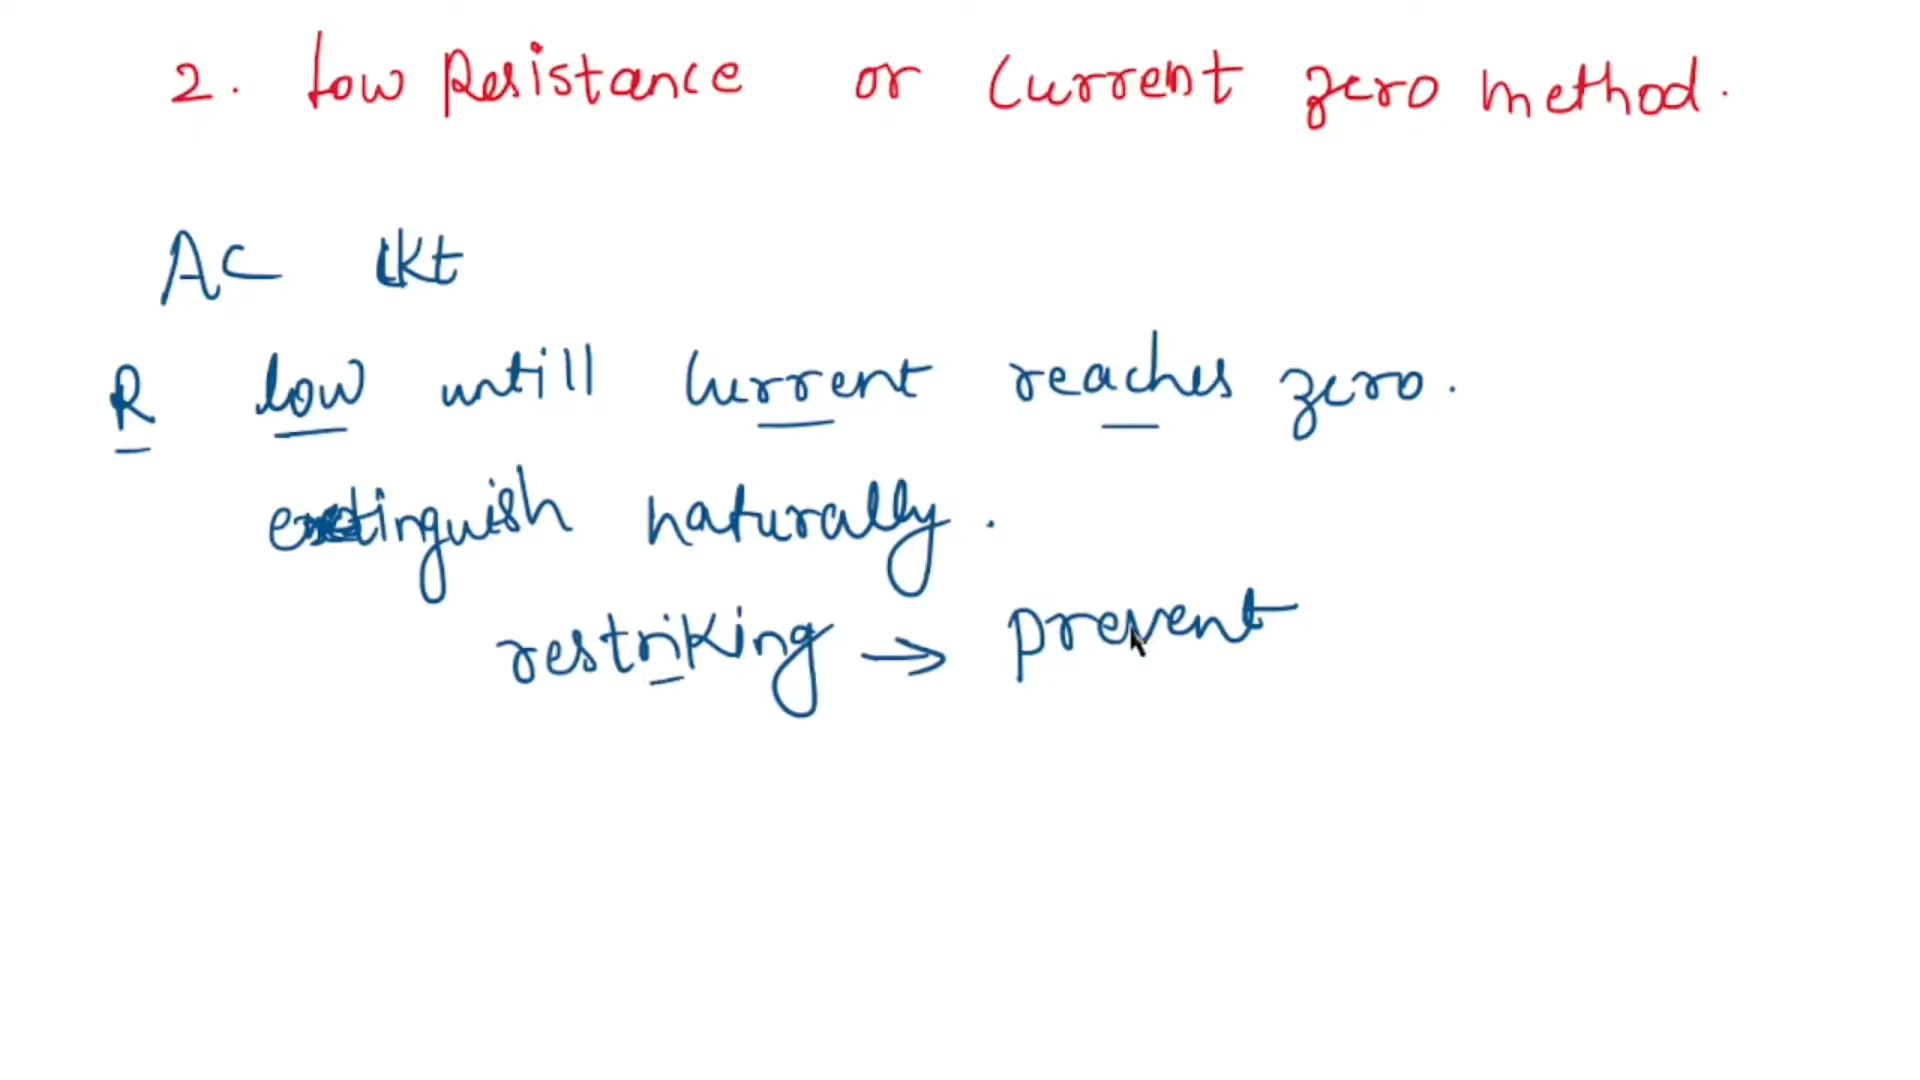 2. Low Resistance or Current zero method.
AC ckt
R low untill Current reaches zero.
extinguish naturally.
restriking → prevent